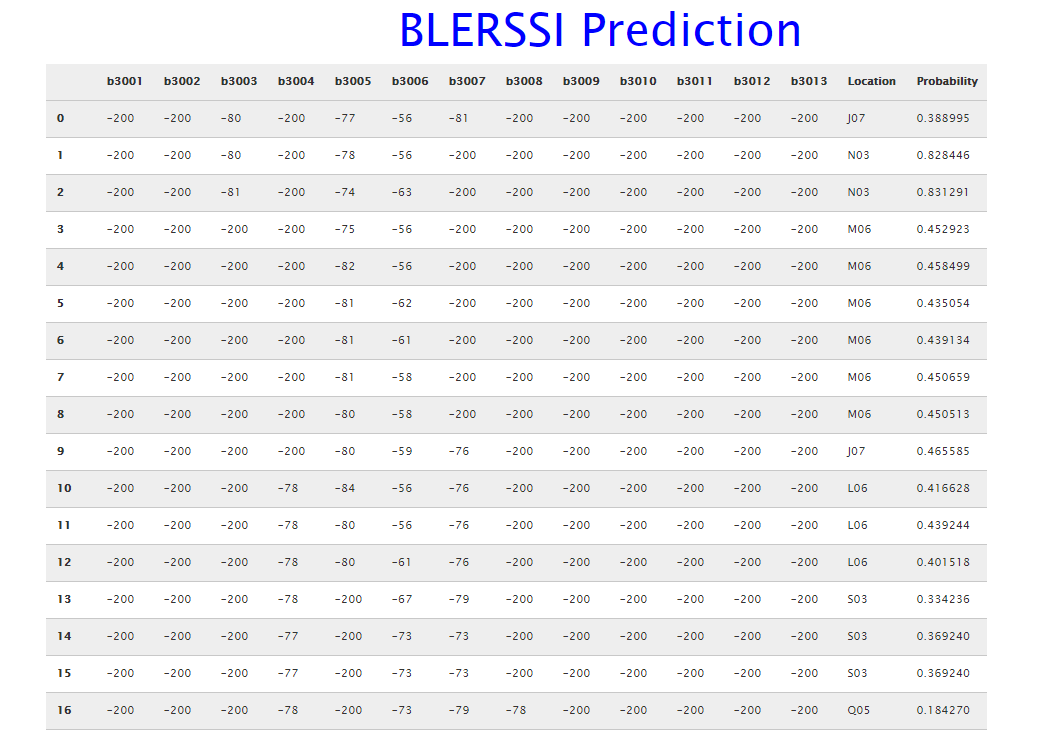 BLERSSI Prediction
b3001 b3002 b3003 b3004 b3005 b3006 b3007 b3008 b3009 b3010 b3011 b3012 b3013 Location Probability
0 -200 -200 -80 -200 -77 -56 -81 -200 -200 -200 -200 -200 -200 J07 0.388995
1 -200 -200 -80 -200 -78 -56 -200 -200 -200 -200 -200 -200 -200 N03 0.828446
2 -200 -200 -81 -200 -74 -63 -200 -200 -200 -200 -200 -200 -200 N03 0.831291
3 -200 -200 -200 -200 -75 -56 -200 -200 -200 -200 -200 -200 -200 M06 0.452923
4 -200 -200 -200 -200 -82 -56 -200 -200 -200 -200 -200 -200 -200 M06 0.458499
5 -200 -200 -200 -200 -81 -62 -200 -200 -200 -200 -200 -200 -200 M06 0.435054
6 -200 -200 -200 -200 -81 -61 -200 -200 -200 -200 -200 -200 -200 M06 0.439134
7 -200 -200 -200 -200 -81 -58 -200 -200 -200 -200 -200 -200 -200 M06 0.450659
8 -200 -200 -200 -200 -80 -58 -200 -200 -200 -200 -200 -200 -200 M06 0.450513
9 -200 -200 -200 -200 -80 -59 -76 -200 -200 -200 -200 -200 -200 J07 0.465585
10 -200 -200 -200 -78 -84 -56 -76 -200 -200 -200 -200 -200 -200 L06 0.416628
11 -200 -200 -200 -78 -80 -56 -76 -200 -200 -200 -200 -200 -200 L06 0.439244
12 -200 -200 -200 -78 -80 -61 -76 -200 -200 -200 -200 -200 -200 L06 0.401518
13 -200 -200 -200 -78 -200 -67 -79 -200 -200 -200 -200 -200 -200 S03 0.334236
14 -200 -200 -200 -77 -200 -73 -73 -200 -200 -200 -200 -200 -200 S03 0.369240
15 -200 -200 -200 -77 -200 -73 -73 -200 -200 -200 -200 -200 -200 S03 0.369240
16 -200 -200 -200 -78 -200 -73 -79 -78 -200 -200 -200 -200 -200 Q05 0.184270